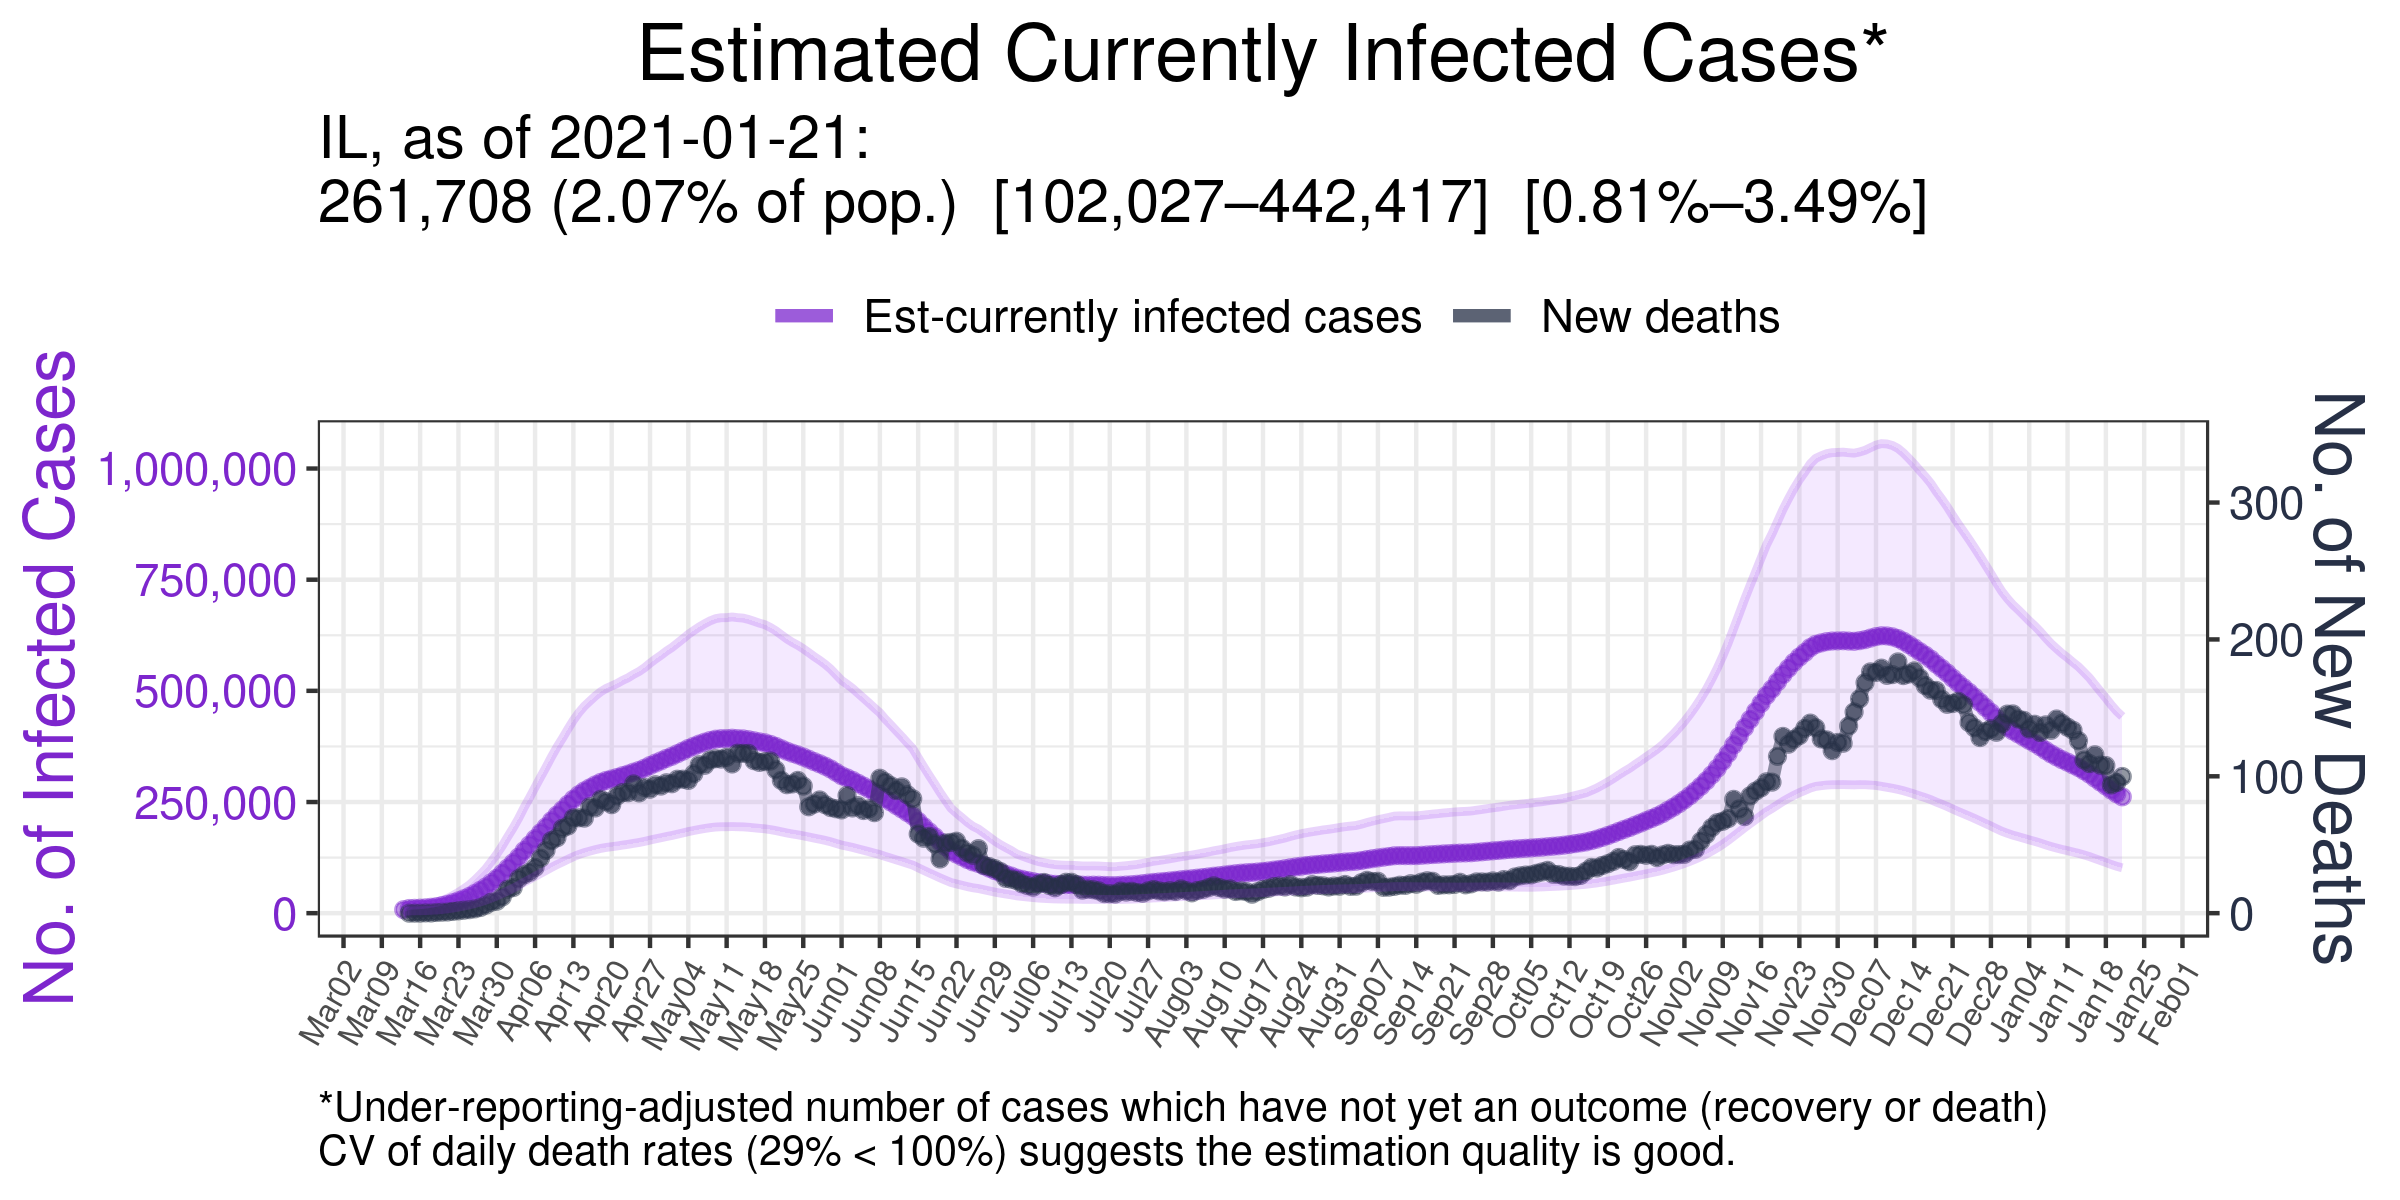 Estimated Currently Infected Cases*
IL, as of 2021-01-21:
261,708 (2.07% of pop.) [102,027–442,417] [0.81%–3.49%]
Est-currently infected cases
New deaths
No. of Infected Cases
1,000,000
750,000
500,000
250,000
0
No. of New Deaths
300
200
100
0
Mar02
Mar09
Mar16
Mar23
Mar30
Apr06
Apr13
Apr20
Apr27
May04
May11
May18
May25
Jun01
Jun08
Jun15
Jun22
Jun29
Jul06
Jul13
Jul20
Jul27
Aug03
Aug10
Aug17
Aug24
Aug31
Sep07
Sep14
Sep21
Sep28
Oct05
Oct12
Oct19
Oct26
Nov02
Nov09
Nov16
Nov23
Nov30
Dec07
Dec14
Dec21
Dec28
Jan04
Jan11
Jan18
Jan25
Feb01
*Under-reporting-adjusted number of cases which have not yet an outcome (recovery or death)
CV of daily death rates (29% < 100%) suggests the estimation quality is good.